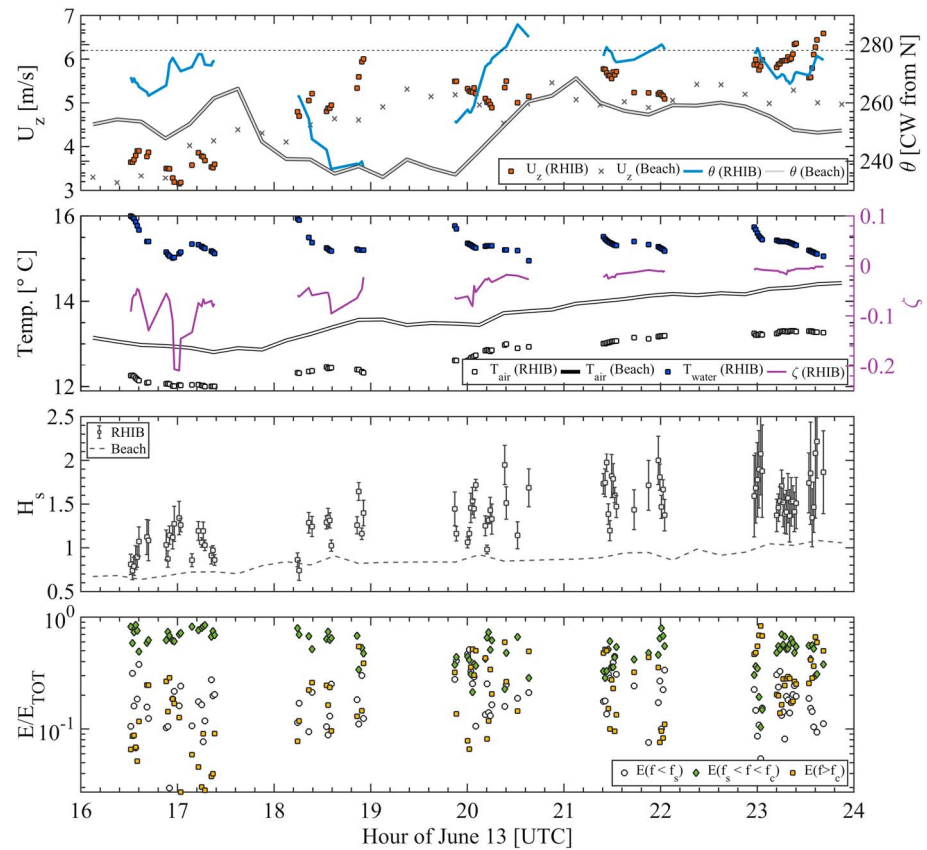 7
6
5
4
3
U_z [m/s]
280
260
240
θ [CW from N]
U_z (RHIB) U_z (Beach) θ (RHIB) θ (Beach)
16
14
12
Temp. [° C]
0.1
0
-0.1
-0.2
ζ
T_air (RHIB) T_air (Beach) T_water (RHIB) ζ (RHIB)
2.5
2
1.5
1
0.5
H_s
RHIB
Beach
10^0
10^-1
E/E_TOT
E(f < f_s) E(f_s < f < f_c) E(f>f_c)
16 17 18 19 20 21 22 23 24
Hour of June 13 [UTC]